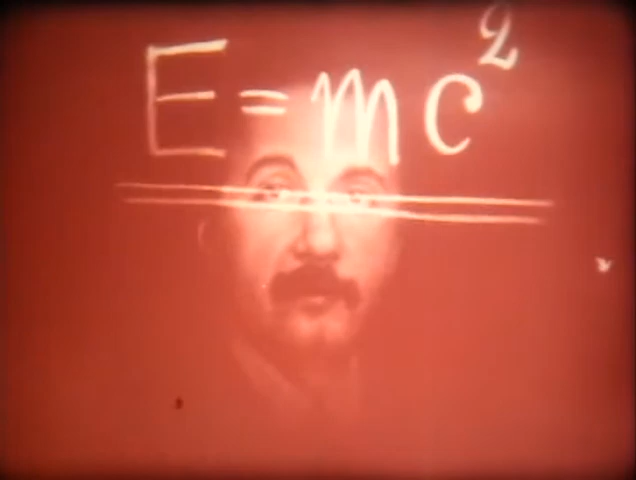 E = mc²